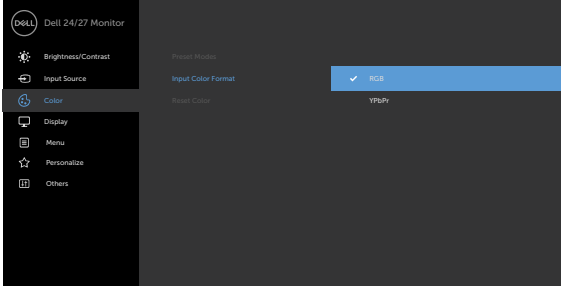 DELL Dell 24/27 Monitor
Brightness/Contrast
Input Source
Color
Display
Menu
Personalize
Others
Preset Modes
Input Color Format
Reset Color
RGB
YPbPr